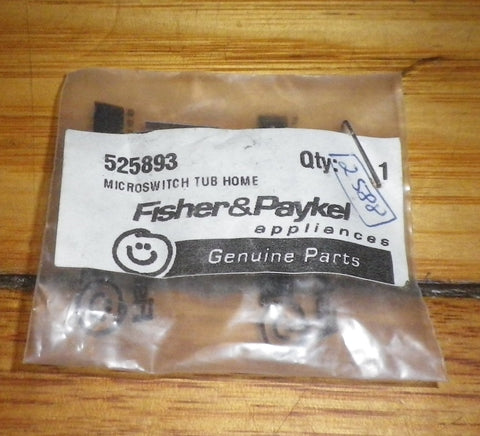 525893
Qty: 1
MICROSWITCH TUB HOME
Fisher&Paykel
appliances
Genuine Parts